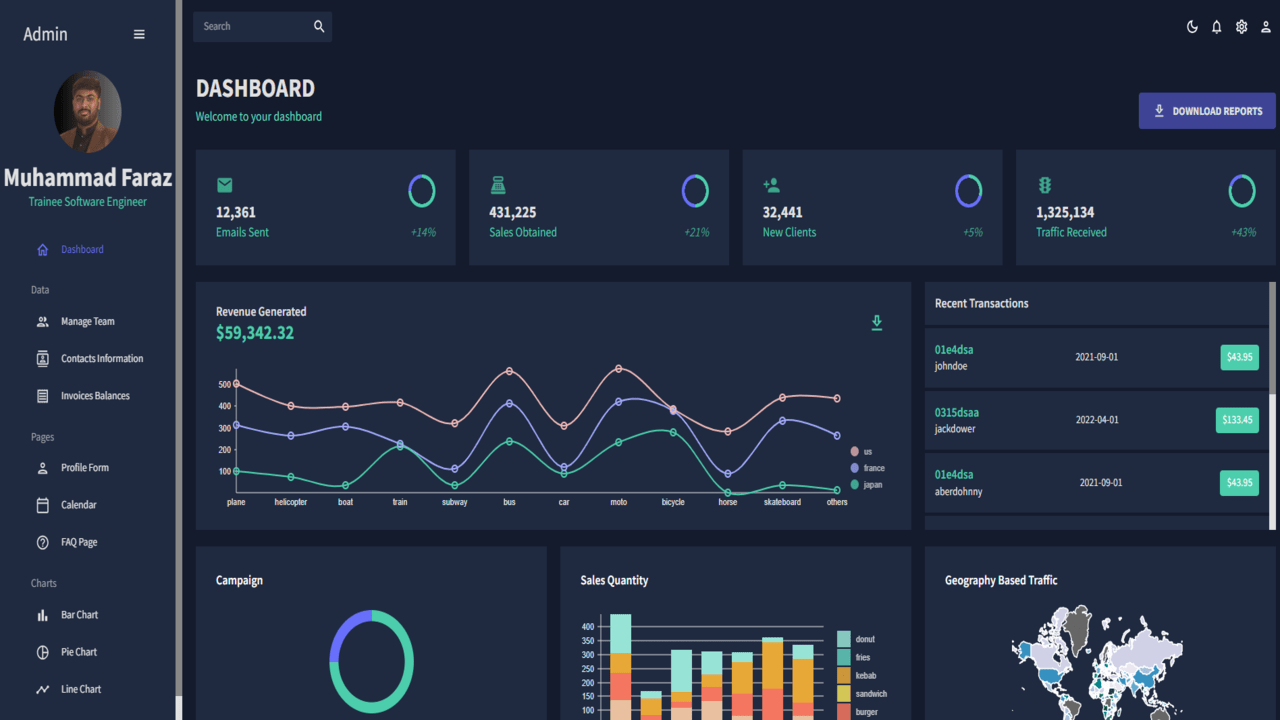 Admin
Muhammad Faraz
Trainee Software Engineer
Dashboard
Data
Manage Team
Contacts Information
Invoices Balances
Pages
Profile Form
Calendar
FAQ Page
Charts
Bar Chart
Pie Chart
Line Chart
Search
DASHBOARD
Welcome to your dashboard
DOWNLOAD REPORTS
12,361
Emails Sent
+14%
431,225
Sales Obtained
+21%
32,441
New Clients
+5%
1,325,134
Traffic Received
+43%
Revenue Generated
$59,342.32
500
400
300
200
100
plane helicopter boat train subway bus car moto bicycle horse skateboard others
us
france
japan
Recent Transactions
01e4dsa
johndoe
2021-09-01
$43.95
0315dsaa
jackdower
2022-04-01
$133.45
01e4dsa
aberdohnny
2021-09-01
$43.95
Campaign
Sales Quantity
400
350
300
250
200
150
100
donut
fries
kebab
sandwich
burger
Geography Based Traffic